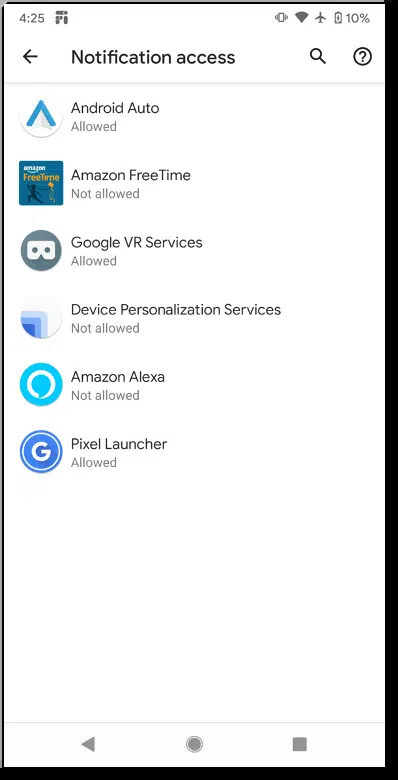 4:25
10%
Notification access
Android Auto
Allowed
amazon
FreeTime
Amazon FreeTime
Not allowed
Google VR Services
Allowed
Device Personalization Services
Not allowed
Amazon Alexa
Not allowed
G
Pixel Launcher
Allowed